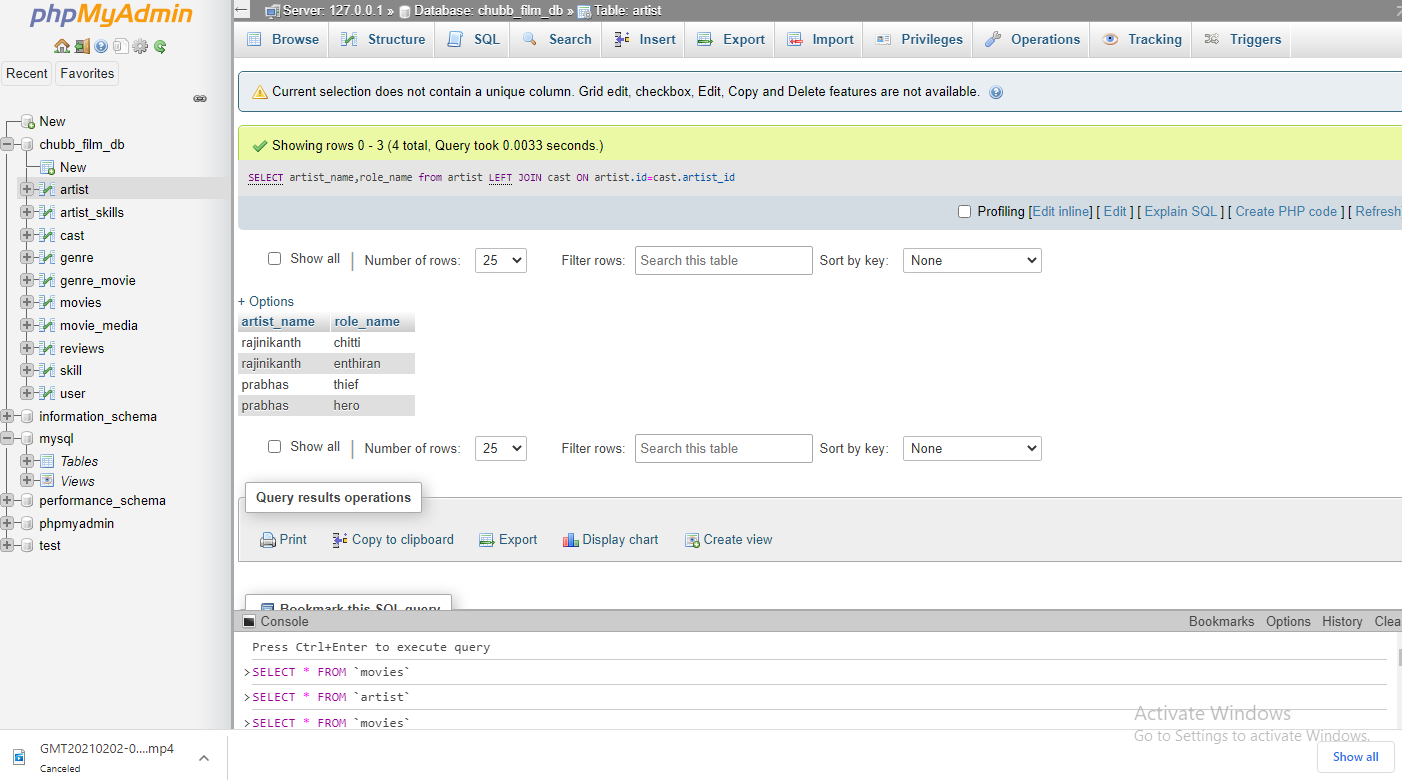 phpMyAdmin
Recent Favorites
New
chubb_film_db
New
artist
artist_skills
cast
genre
genre_movie
movies
movie_media
reviews
skill
user
information_schema
mysql
Tables
Views
performance_schema
phpmyadmin
test
Server: 127.0.0.1 » Database: chubb_film_db » Table: artist
Browse Structure SQL Search Insert Export Import Privileges Operations Tracking Triggers
Current selection does not contain a unique column. Grid edit, checkbox, Edit, Copy and Delete features are not available.
Showing rows 0 - 3 (4 total, Query took 0.0033 seconds.)
SELECT artist_name,role_name from artist LEFT JOIN cast ON artist.id=cast.artist_id
Profiling [Edit inline] [ Edit ] [ Explain SQL ] [ Create PHP code ] [ Refresh
Show all | Number of rows: 25 Filter rows: Search this table Sort by key: None
+ Options
artist_name role_name
rajinikanth chitti
rajinikanth enthiran
prabhas thief
prabhas hero
Show all | Number of rows: 25 Filter rows: Search this table Sort by key: None
Query results operations
Print Copy to clipboard Export Display chart Create view
Bookmark this SQL query
Console Bookmarks Options History Clea
Press Ctrl+Enter to execute query
>SELECT * FROM `movies`
>SELECT * FROM `artist`
>SELECT * FROM `movies`
Activate Windows
Go to Settings to activate Windows.
GMT20210202-0....mp4
Canceled
Show all